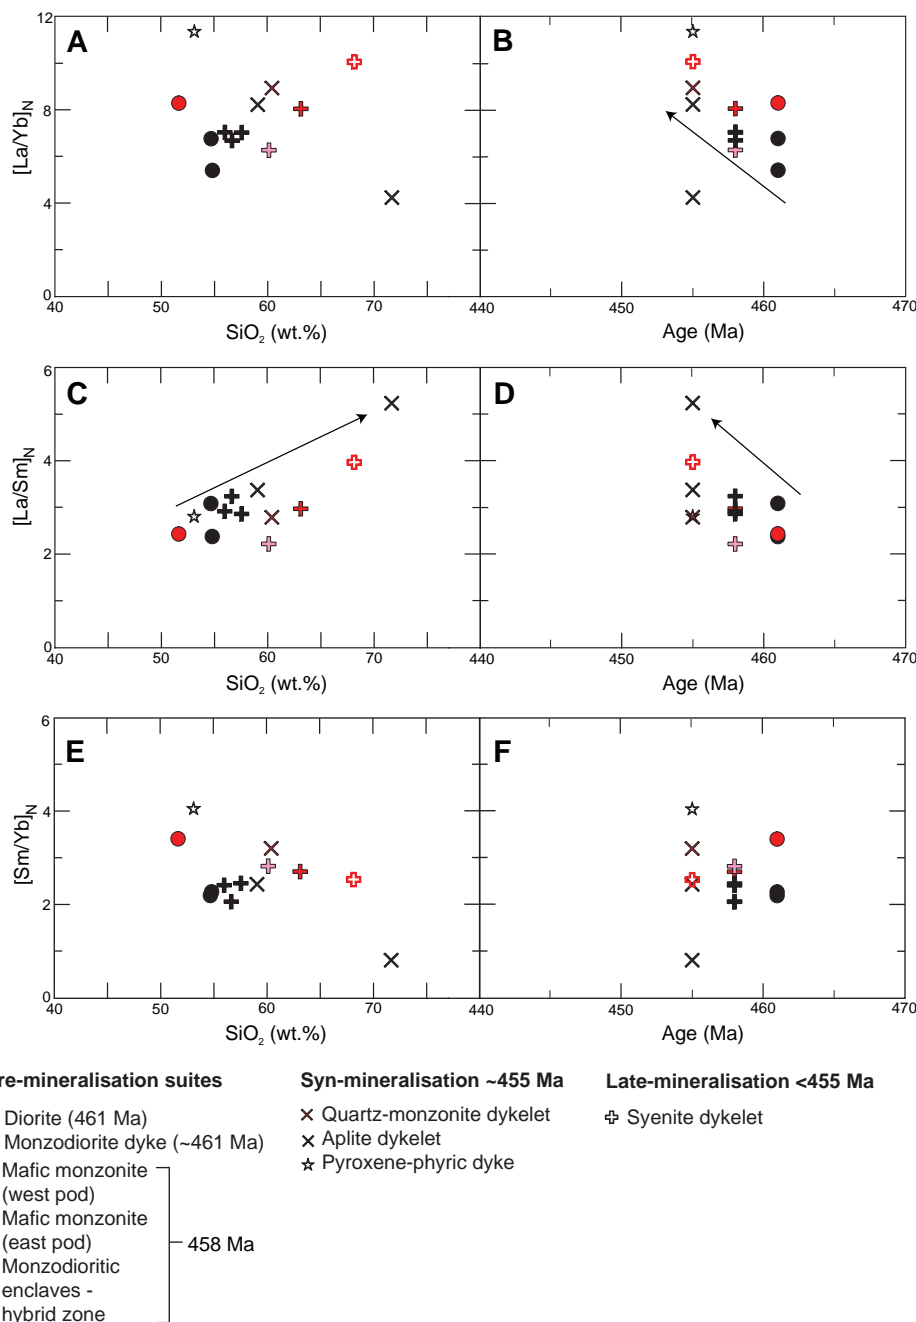 12
8
4
0
[La/Yb]N
A
40
50
60
70
SiO2 (wt.%)
B
440
450
460
470
Age (Ma)
6
4
2
0
[La/Sm]N
C
40
50
60
70
SiO2 (wt.%)
D
440
450
460
470
Age (Ma)
6
4
2
0
[Sm/Yb]N
E
40
50
60
70
SiO2 (wt.%)
F
440
450
460
470
Age (Ma)
re-mineralisation suites
Diorite (461 Ma)
Monzodiorite dyke (~461 Ma)
Mafic monzonite
(west pod)
Mafic monzonite
(east pod)
Monzodioritic
enclaves -
hybrid zone
458 Ma
Syn-mineralisation ~455 Ma
Quartz-monzonite dykelet
Aplite dykelet
Pyroxene-phyric dyke
Late-mineralisation <455 Ma
Syenite dykelet